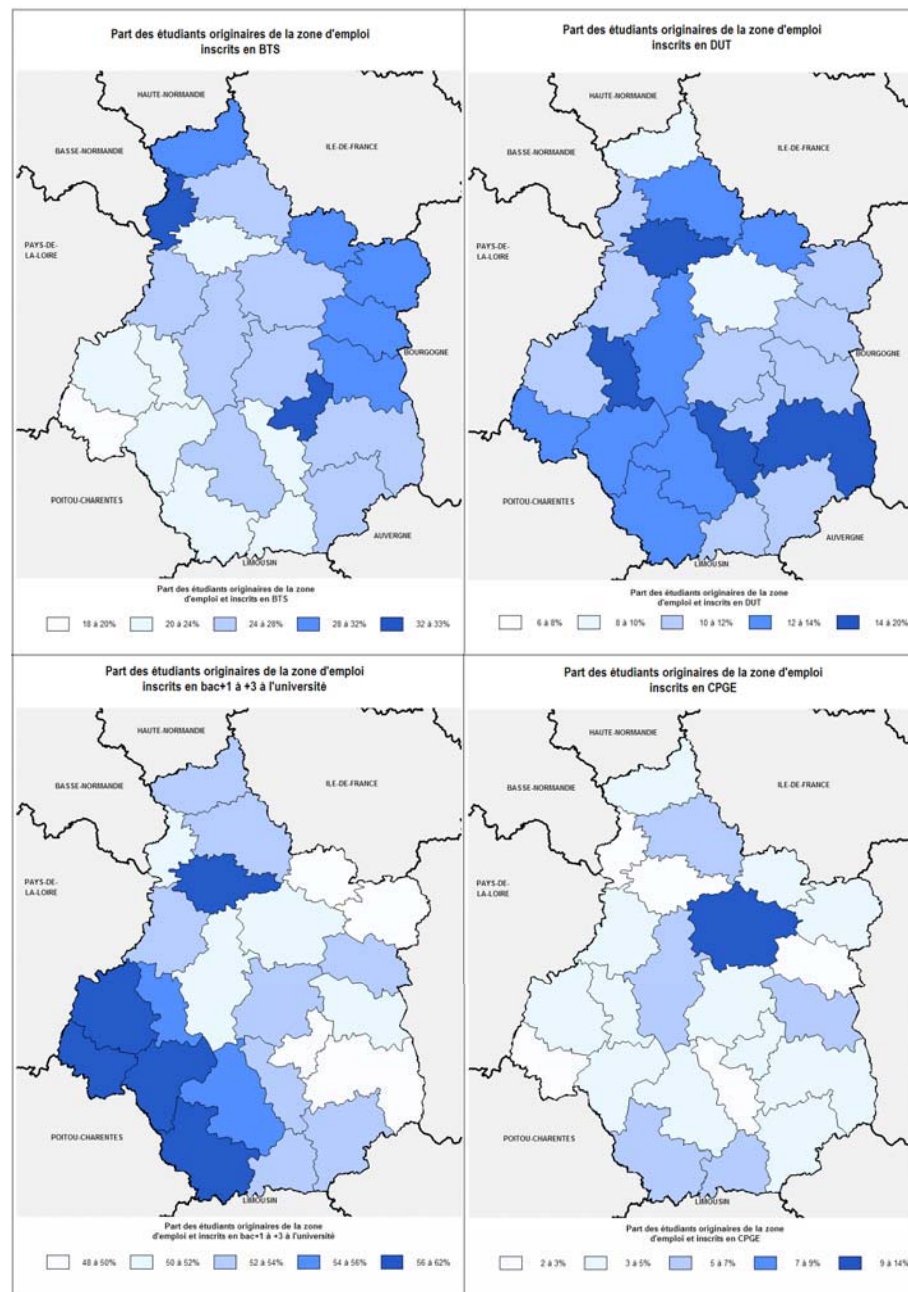 Part des étudiants originaires de la zone d'emploi
inscrits en BTS
HAUTE-NORMANDIE
BASSE-NORMANDIE
ILE-DE-FRANCE
PAYS-DE-
LA-LOIRE
BOURGOGNE
POITOU-CHARENTES
AUVERGNE
LIMOUSIN
Part des étudiants originaires de la zone
d'emploi et inscrits en BTS
18 à 20%
20 à 24%
24 à 28%
28 à 32%
32 à 33%
Part des étudiants originaires de la zone d'emploi
inscrits en DUT
HAUTE-NORMANDIE
BASSE-NORMANDIE
ILE-DE-FRANCE
PAYS-DE-
LA-LOIRE
BOURGOGNE
POITOU-CHARENTES
AUVERGNE
LIMOUSIN
Part des étudiants originaires de la zone
d'emploi et inscrits en DUT
6 à 8%
8 à 10%
10 à 12%
12 à 14%
14 à 20%
Part des étudiants originaires de la zone d'emploi
inscrits en bac+1 à +3 à l'université
HAUTE-NORMANDIE
BASSE-NORMANDIE
ILE-DE-FRANCE
PAYS-DE-
LA-LOIRE
BOURGOGNE
POITOU-CHARENTES
AUVERGNE
LIMOUSIN
Part des étudiants originaires de la zone
d'emploi et inscrits en bac+1 à +3 à l'université
48 à 50%
50 à 52%
52 à 54%
54 à 56%
56 à 62%
Part des étudiants originaires de la zone d'emploi
inscrits en CPGE
HAUTE-NORMANDIE
BASSE-NORMANDIE
ILE-DE-FRANCE
PAYS-DE-
LA-LOIRE
BOURGOGNE
POITOU-CHARENTES
AUVERGNE
LIMOUSIN
Part des étudiants originaires de la zone
d'emploi et inscrits en CPGE
2 à 3%
3 à 5%
5 à 7%
7 à 9%
9 à 14%